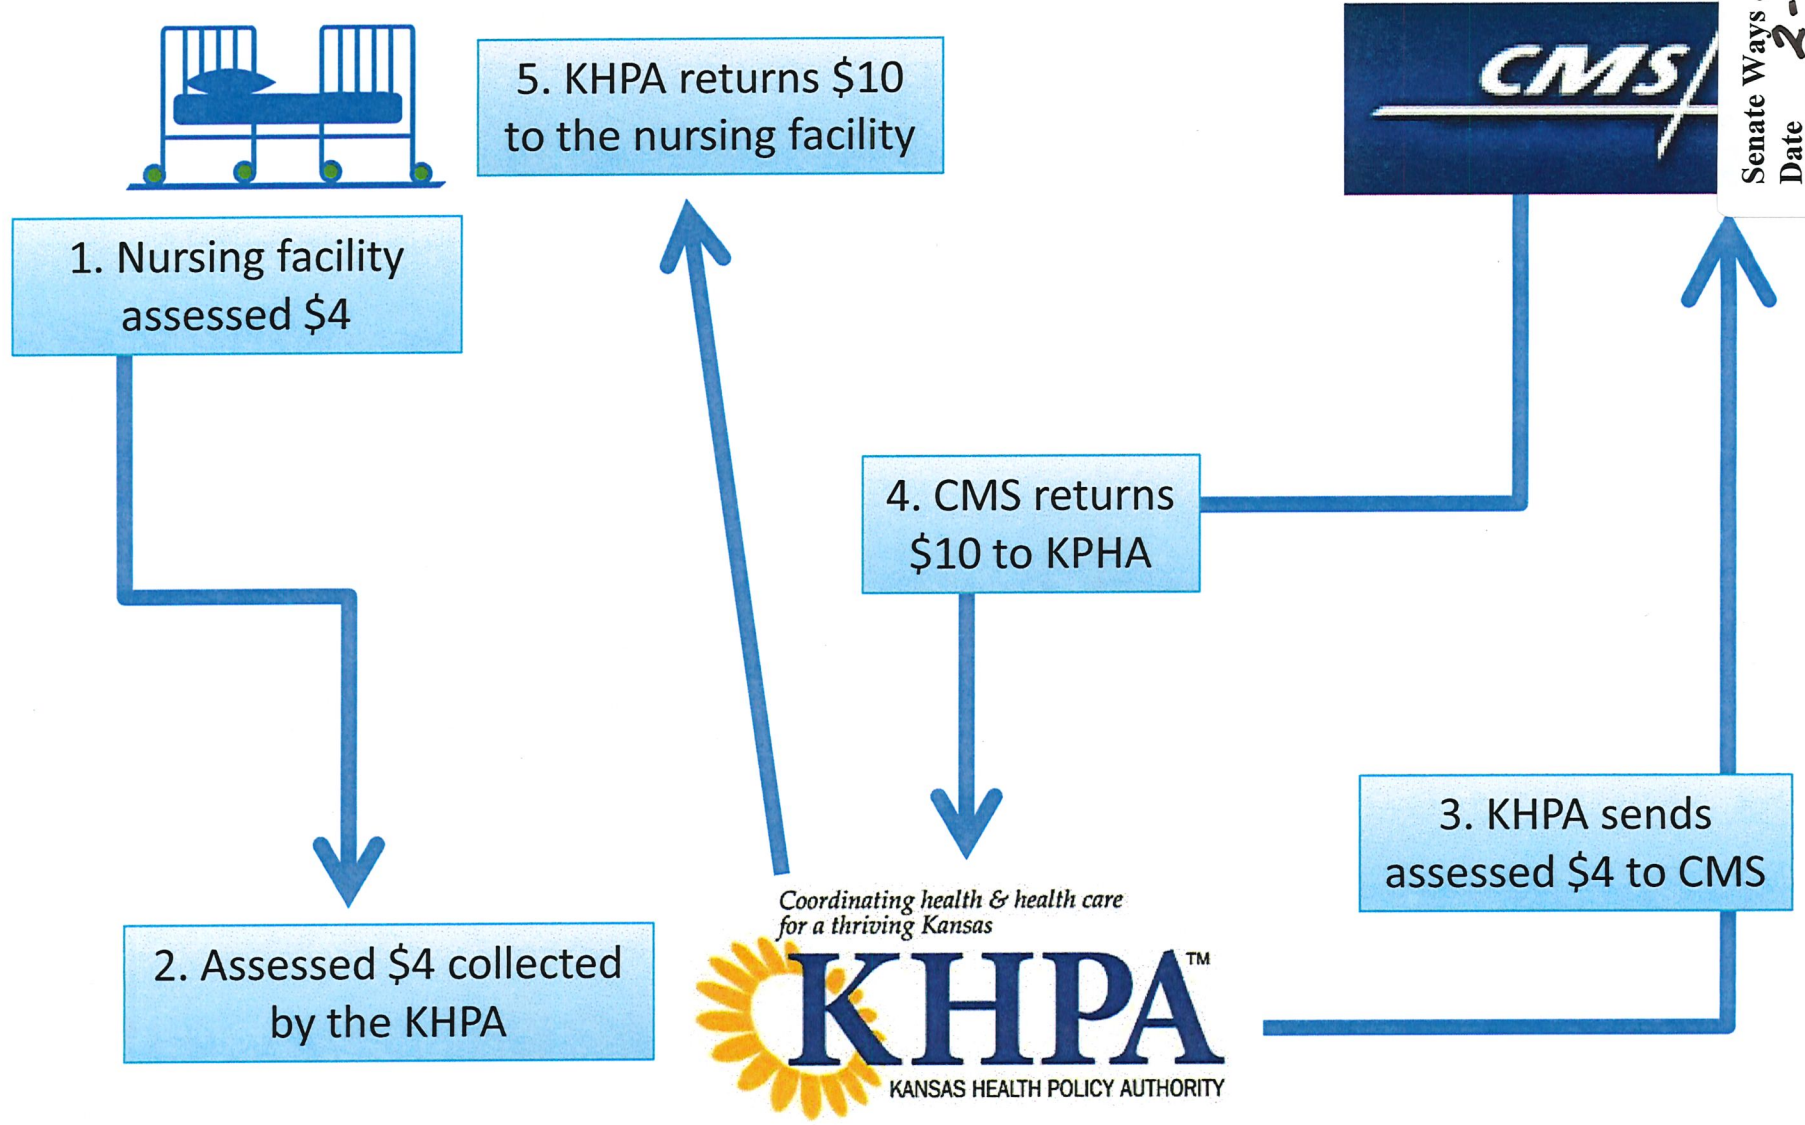 1. Nursing facility
assessed $4
5. KHPA returns $10
to the nursing facility
CMS
Senate Ways
Date 2-
4. CMS returns
$10 to KPHA
3. KHPA sends
assessed $4 to CMS
2. Assessed $4 collected
by the KHPA
Coordinating health & health care
for a thriving Kansas
KHPA™
KANSAS HEALTH POLICY AUTHORITY